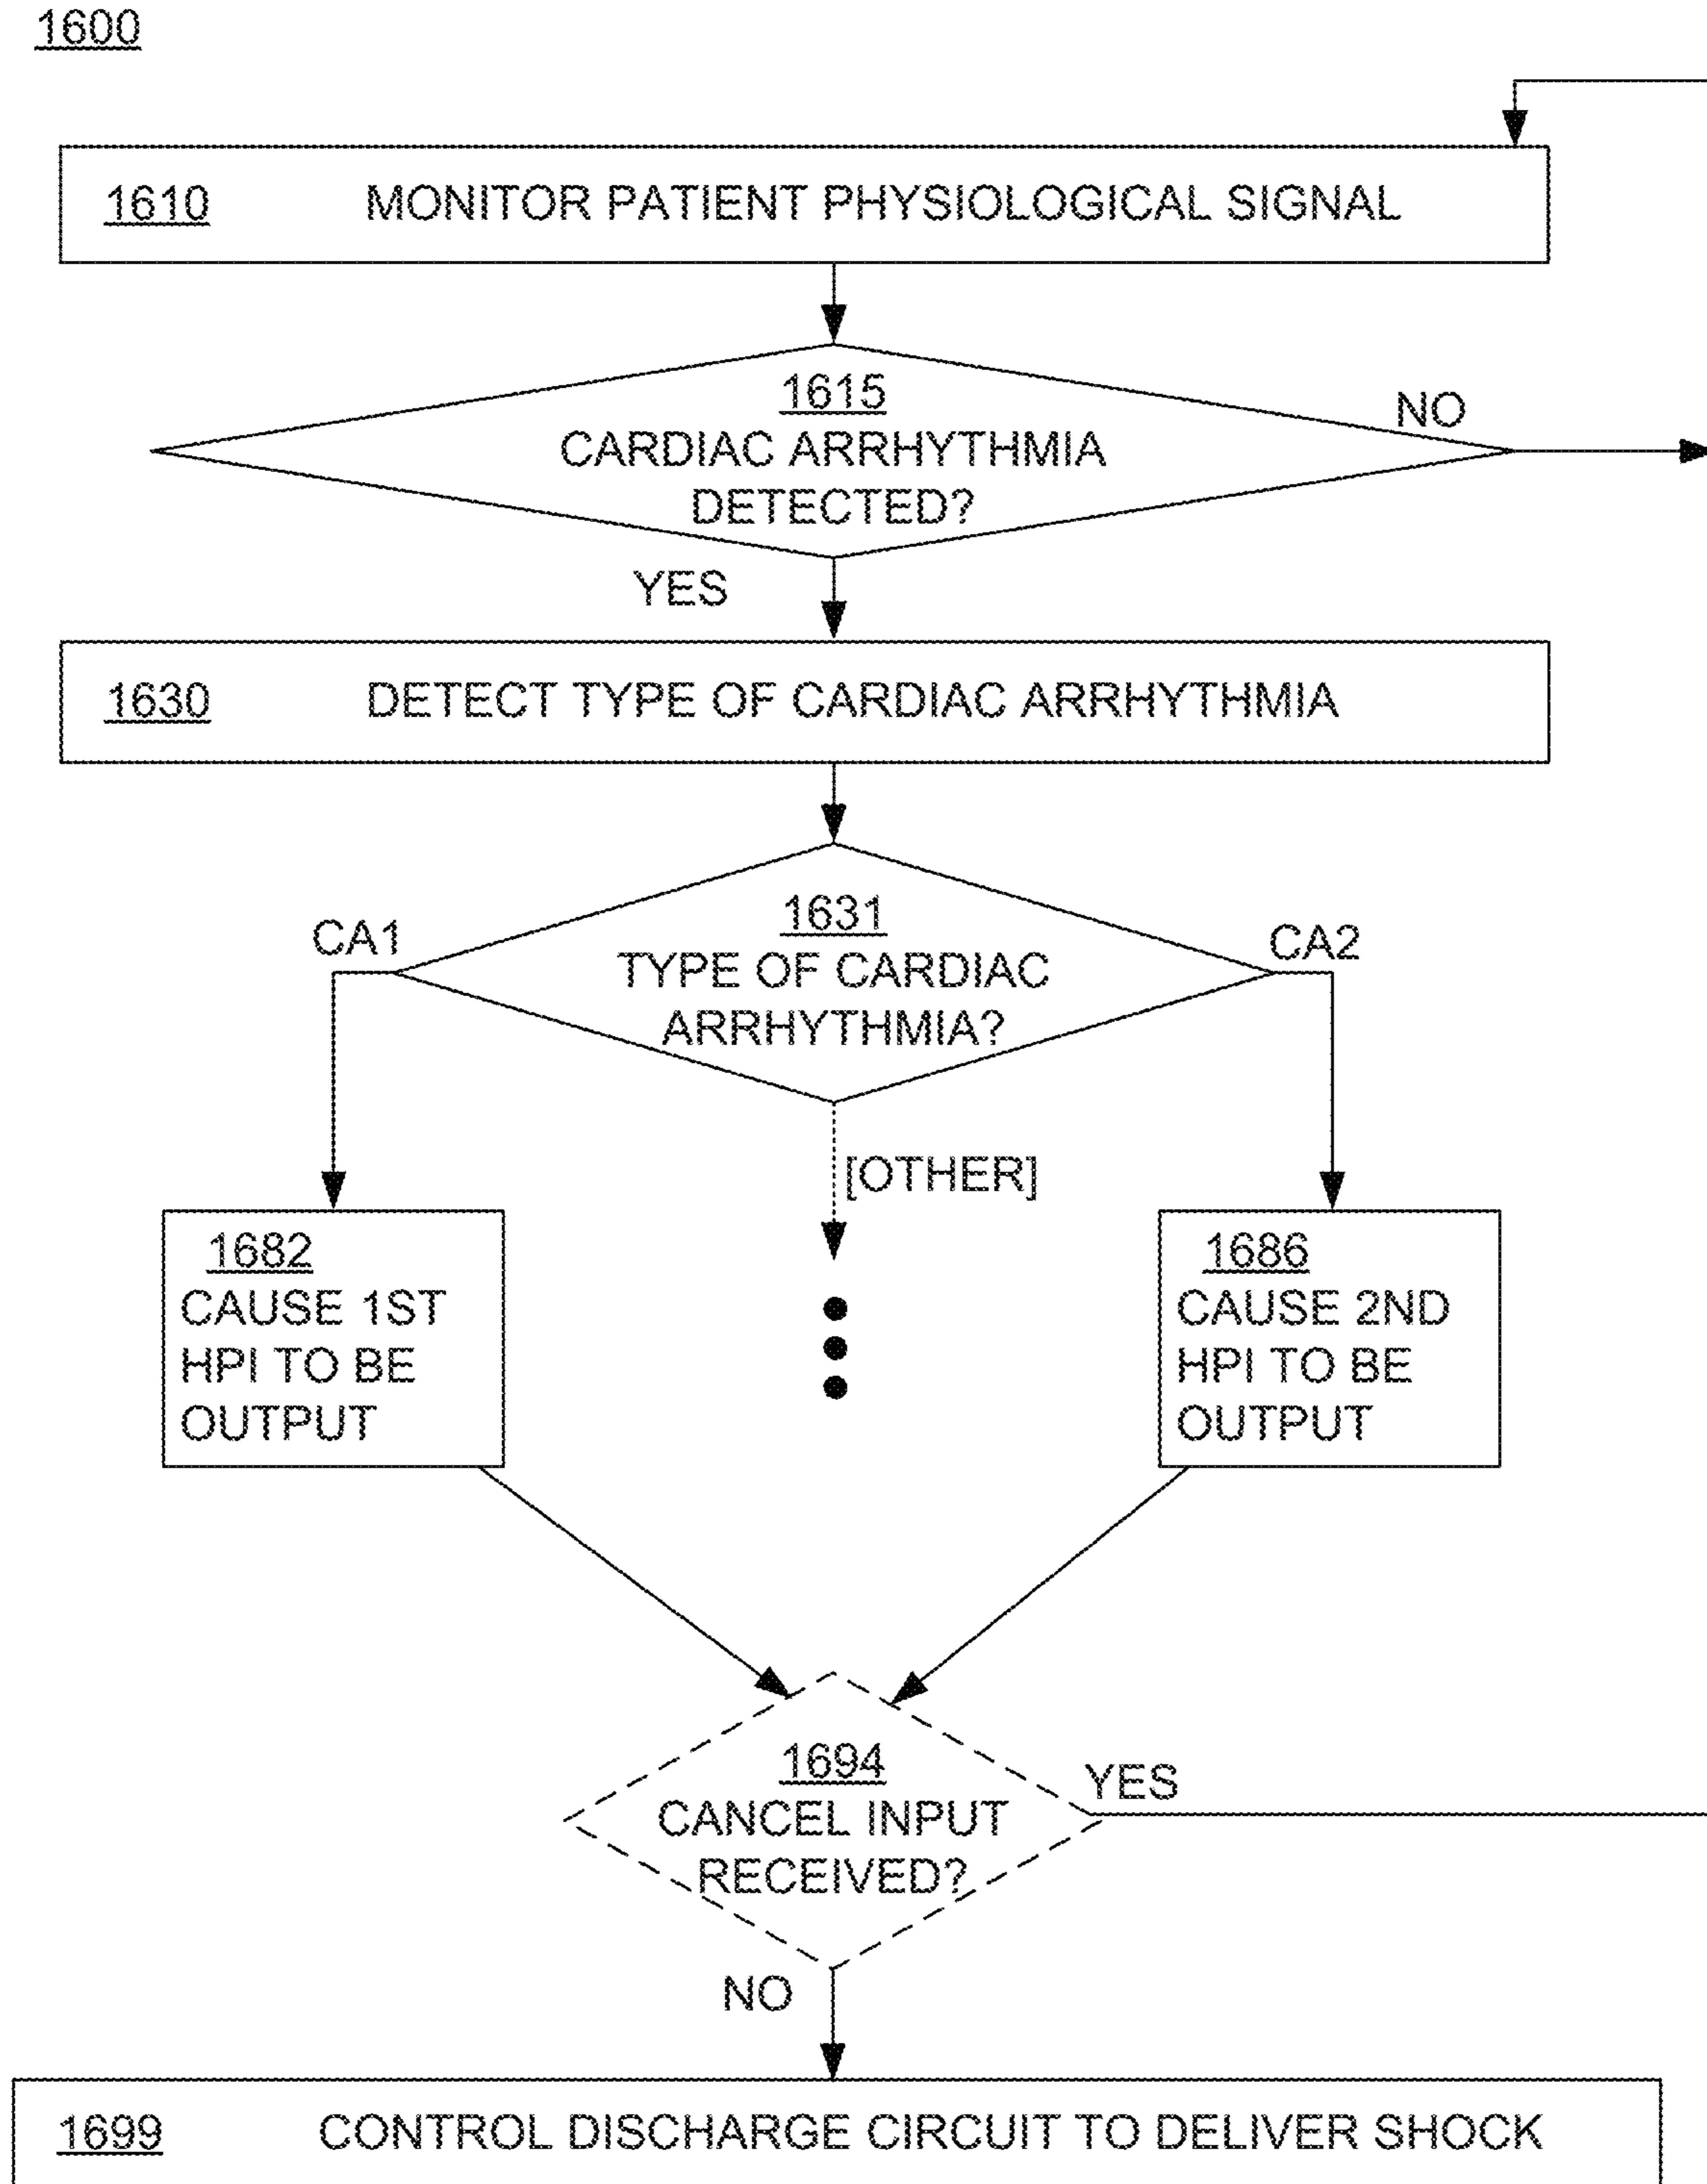 1600
1610 MONITOR PATIENT PHYSIOLOGICAL SIGNAL
1615
CARDIAC ARRHYTHMIA
DETECTED?
NO
YES
1630 DETECT TYPE OF CARDIAC ARRHYTHMIA
CA1
1631
TYPE OF CARDIAC
ARRHYTHMIA?
CA2
[OTHER]
1682
CAUSE 1ST
HPI TO BE
OUTPUT
1686
CAUSE 2ND
HPI TO BE
OUTPUT
1694
CANCEL INPUT
RECEIVED?
YES
NO
1699 CONTROL DISCHARGE CIRCUIT TO DELIVER SHOCK